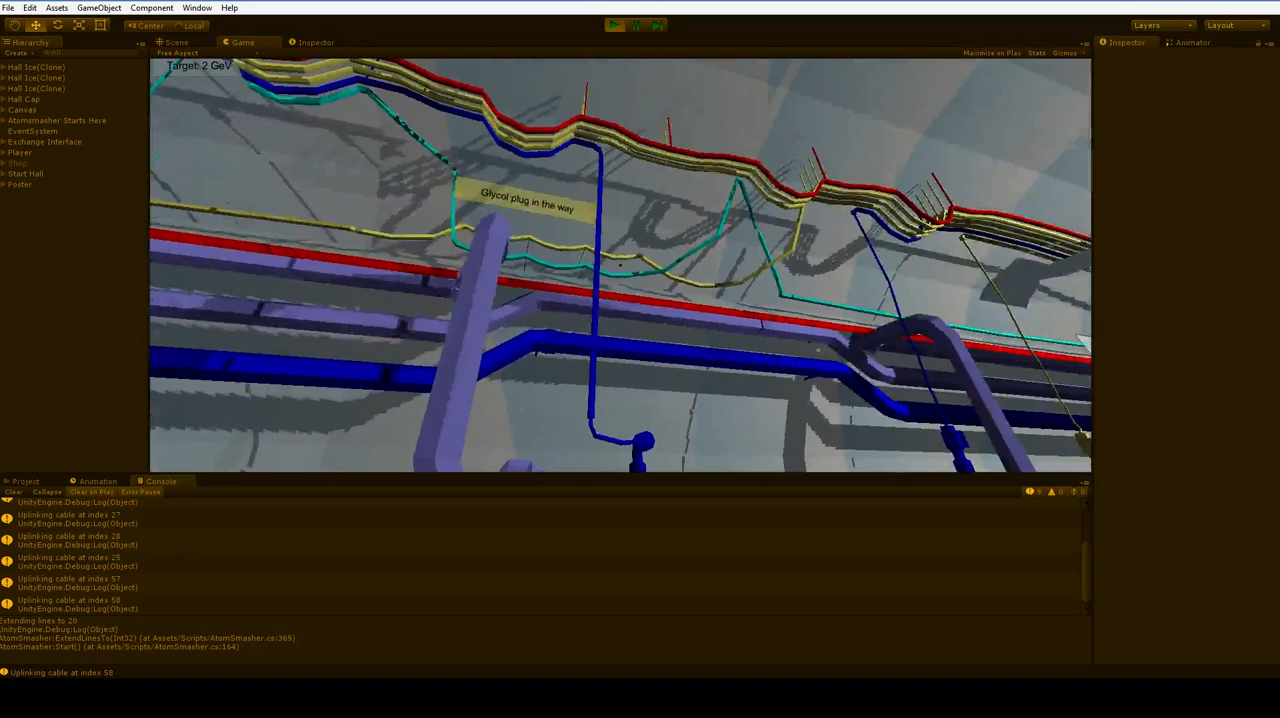 File Edit Assets GameObject Component Window Help
Center Local Layers Layout
Hierarchy Scene Game Inspector Inspector Animator
Create All Free Aspect Maximize on Play Stats Gizmos
Target: 2 GeV
Hall Ice(Clone)
Hall Ice(Clone)
Hall Ice(Clone)
Hall Cap
Canvas
Atomsmasher Starts Here
EventSystem
Exchange Interface
Player
Shop
Start Hall
Poster
Glycol plug in the way
Project Animation Console
Clear Collapse Clear on Play Error Pause 9 0 0
UnityEngine.Debug:Log(Object)
Uplinking cable at index 27
UnityEngine.Debug:Log(Object)
Uplinking cable at index 28
UnityEngine.Debug:Log(Object)
Uplinking cable at index 25
UnityEngine.Debug:Log(Object)
Uplinking cable at index 57
UnityEngine.Debug:Log(Object)
Uplinking cable at index 58
UnityEngine.Debug:Log(Object)
Extending lines to 20
UnityEngine.Debug:Log(Object)
AtomSmasher:ExtendLinesTo(Int32) (at Assets/Scripts/AtomSmasher.cs:369)
AtomSmasher:Start() (at Assets/Scripts/AtomSmasher.cs:164)
Uplinking cable at index 58